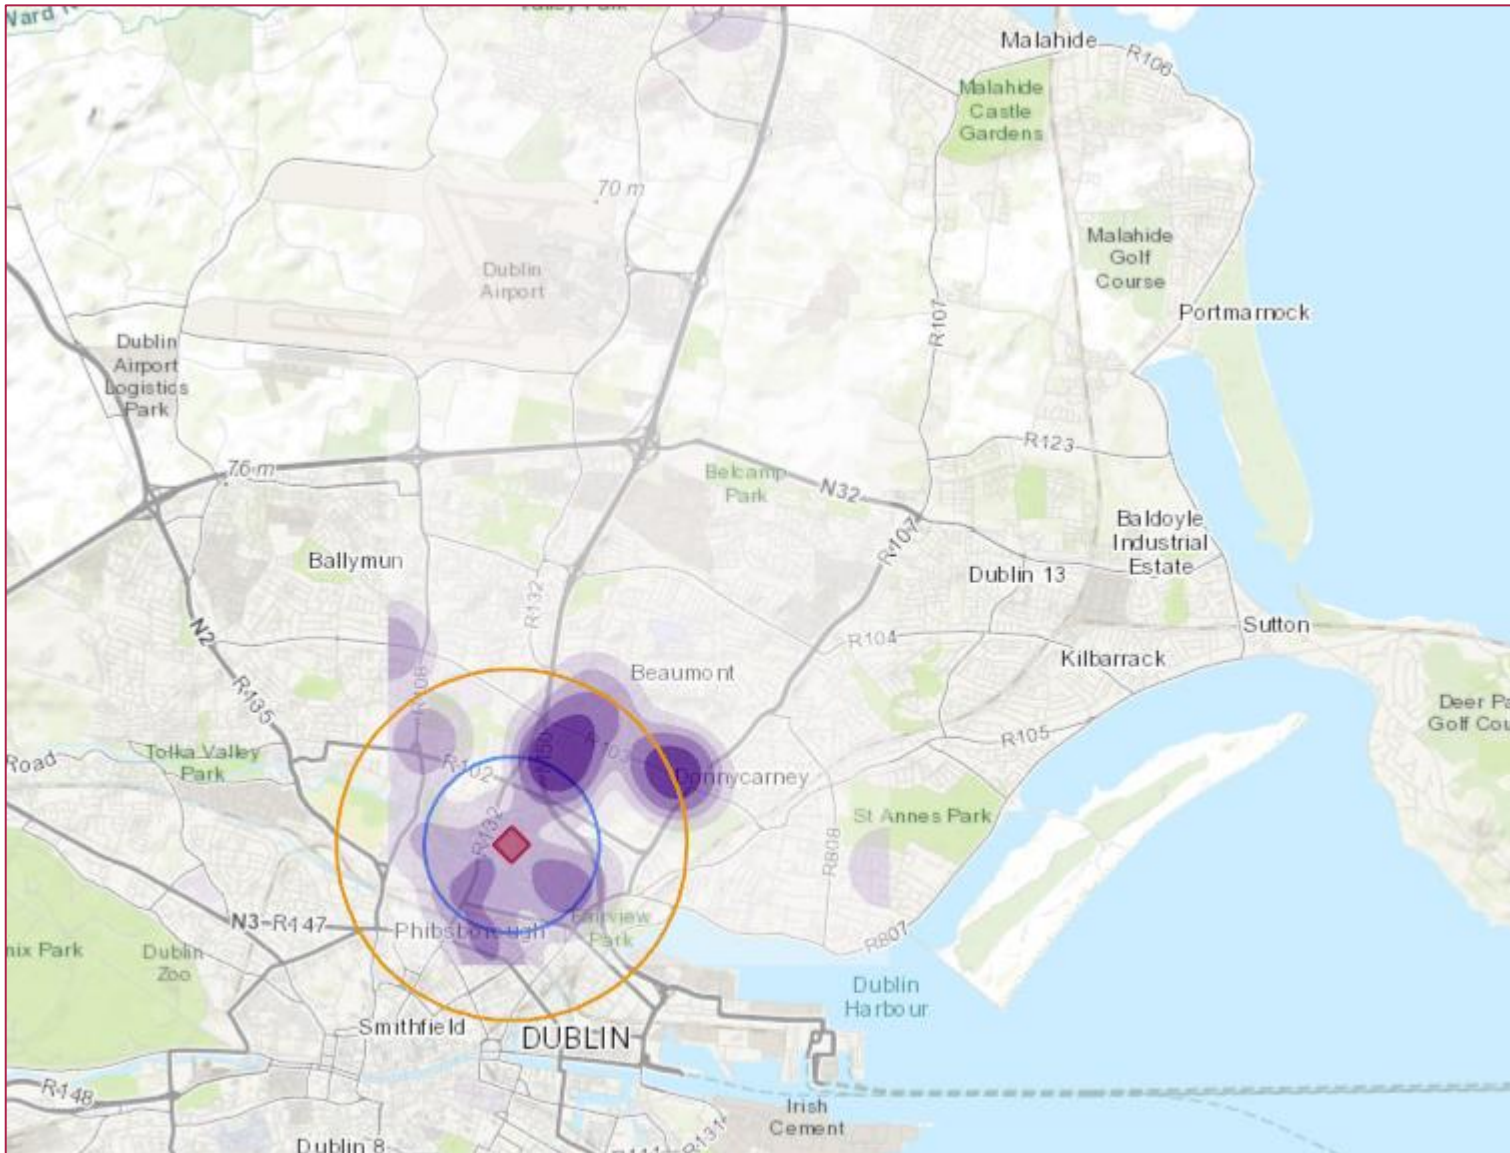 Malahide
R106
Malahide
Castle
Gardens
70 m
Malahide
Golf
Course
Dublin
Airport
Portmarnock
R107
Dublin
Airport
Logistics
Park
R123
76 m
Belcamp
Park
N32
Baldoyle
Industrial
Estate
R107
Ballymun
Dublin 13
R132
N2
R104
Sutton
Kilbarrack
Beaumont
R108
R135
Deer Pa
Golf Cou
R105
Tolka Valley
Park
Road
R102
R103
Donnycarney
St Annes Park
R132
R808
N3-R147
Phibsborough
Fairview
Park
R807
nix Park
Dublin
Zoo
Dublin
Harbour
Smithfield
DUBLIN
R148
Irish
Cement
R131
Dublin 8